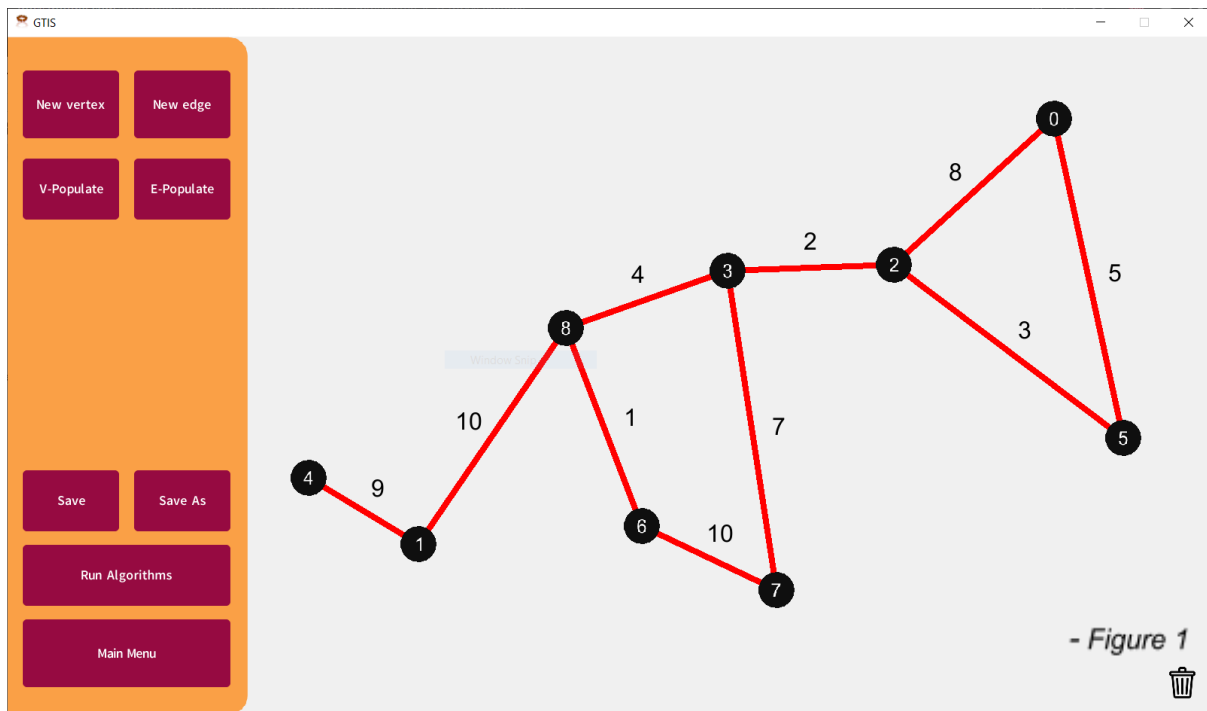 GTIS
New vertex
New edge
V-Populate
E-Populate
Save
Save As
Run Algorithms
Main Menu
0
8
2
3
2
5
4
8
3
7
10
1
4
9
5
6
10
1
7
- Figure 1